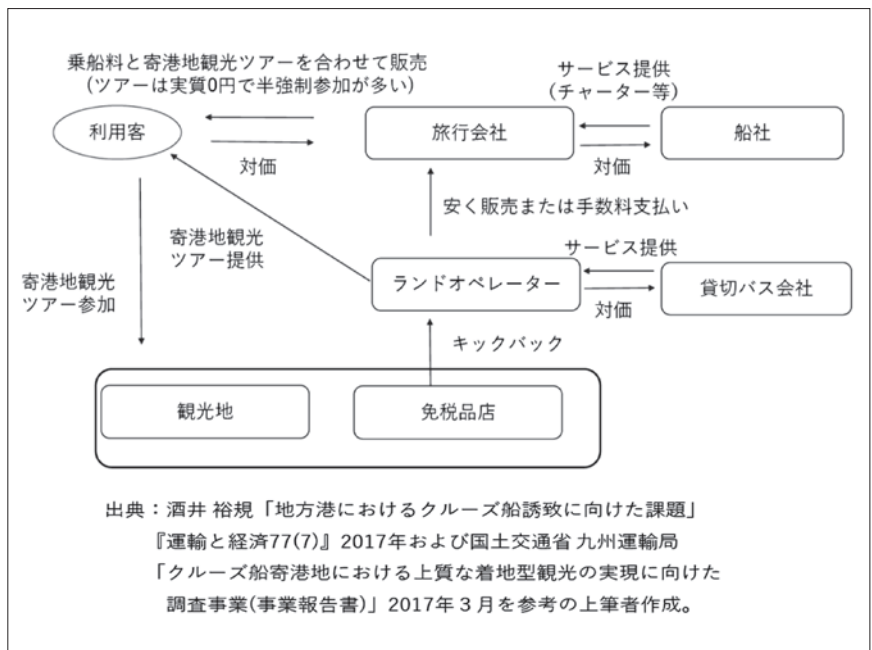 乗船料と寄港地観光ツアーを合わせて販売
(ツアーは実質0円で半強制参加が多い)
サービス提供
(チャーター等)
利用客
旅行会社
船社
対価
対価
安く販売または手数料支払い
寄港地観光
ツアー提供
サービス提供
寄港地観光
ツアー参加
ランドオペレーター
貸切バス会社
対価
キックバック
観光地
免税品店
出典：酒井 裕規「地方港におけるクルーズ船誘致に向けた課題」
『運輸と経済77(7)』2017年および国土交通省 九州運輸局
「クルーズ船寄港地における上質な着地型観光の実現に向けた
調査事業(事業報告書)」2017年３月を参考の上筆者作成。